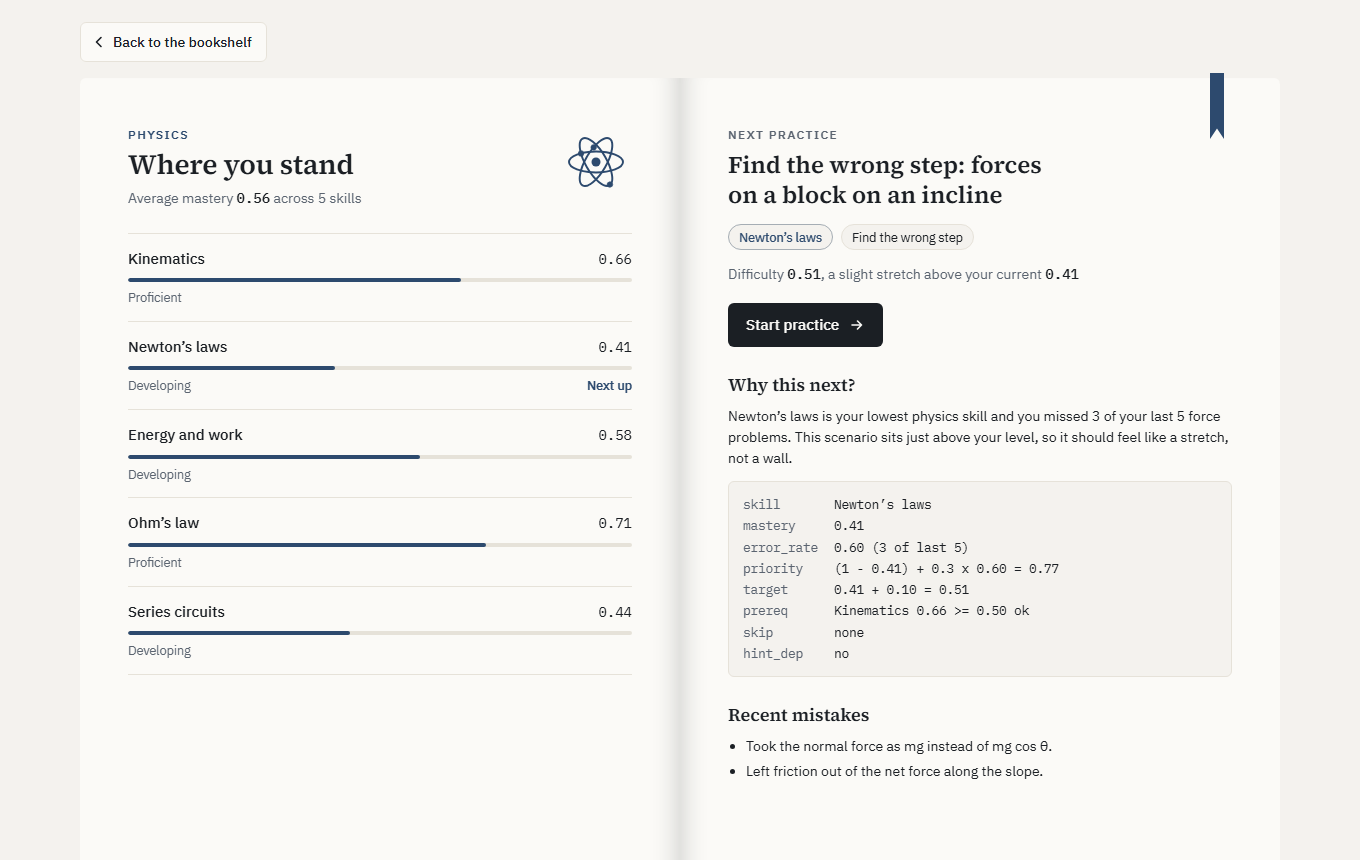 Back to the bookshelf
PHYSICS
Where you stand
Average mastery 0.56 across 5 skills
Kinematics 0.66
Proficient
Newton’s laws 0.41
Developing Next up
Energy and work 0.58
Developing
Ohm’s law 0.71
Proficient
Series circuits 0.44
Developing
NEXT PRACTICE
Find the wrong step: forces
on a block on an incline
Newton’s laws Find the wrong step
Difficulty 0.51, a slight stretch above your current 0.41
Start practice →
Why this next?
Newton’s laws is your lowest physics skill and you missed 3 of your last 5 force
problems. This scenario sits just above your level, so it should feel like a stretch,
not a wall.
skill Newton’s laws
mastery 0.41
error_rate 0.60 (3 of last 5)
priority (1 - 0.41) + 0.3 x 0.60 = 0.77
target 0.41 + 0.10 = 0.51
prereq Kinematics 0.66 >= 0.50 ok
skip none
hint_dep no
Recent mistakes
• Took the normal force as mg instead of mg cos θ.
• Left friction out of the net force along the slope.